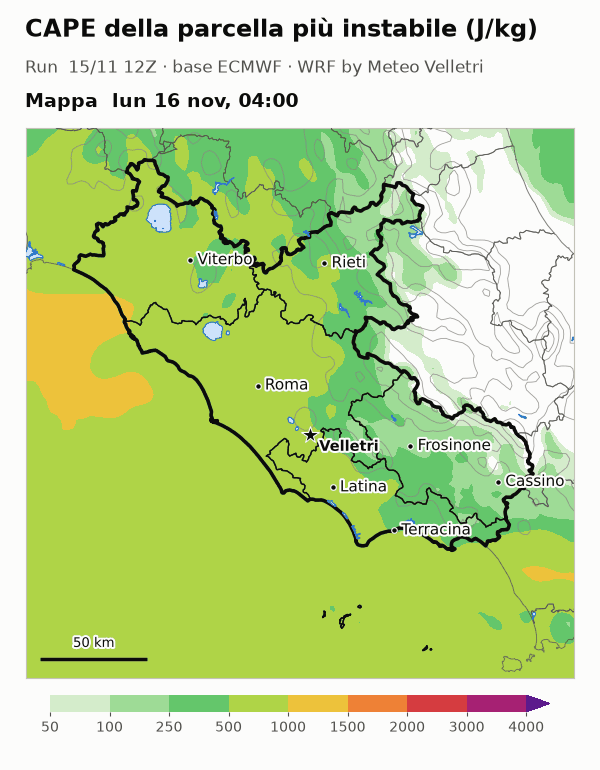 CAPE della parcella più instabile (J/kg)
Run  15/11 12Z · base ECMWF · WRF by Meteo Velletri
Mappa  lun 16 nov, 04:00
Viterbo
Rieti
Roma
Velletri
Frosinone
Latina
Cassino
Terracina
50 km
50 100 250 500 1000 1500 2000 3000 4000